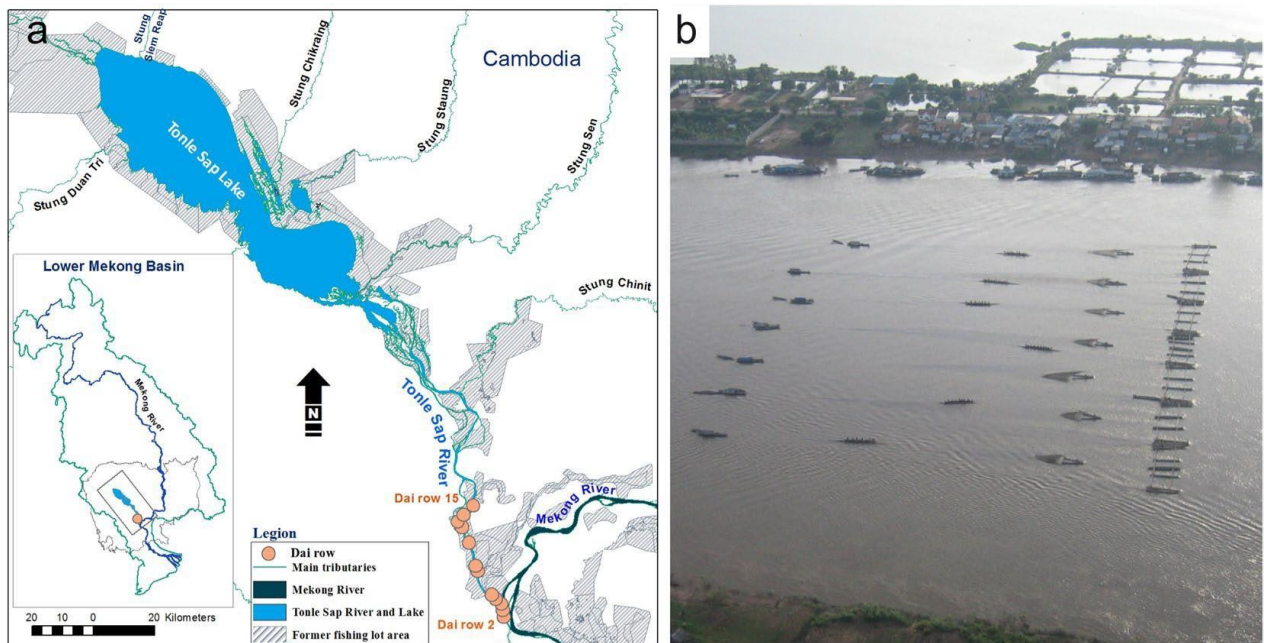 a
Stung
Siem Reap
Stung Chikraing
Cambodia
Stung Staung
Stung Sen
Tonle Sap Lake
Stung Duan Tri
Stung Chinit
Lower Mekong Basin
Mekong River
N
Tonle Sap River
Dai row 15
Mekong River
Dai row 2
Legion
Dai row
Main tributaries
Mekong River
Tonle Sap River and Lake
Former fishing lot area
20 10 0 20 Kilometers
b